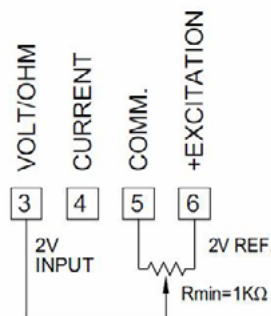 VOLT/OHM
CURRENT
COMM.
+EXCITATION
3 4 5 6
2V 2V REF.
INPUT
Rmin=1KΩ